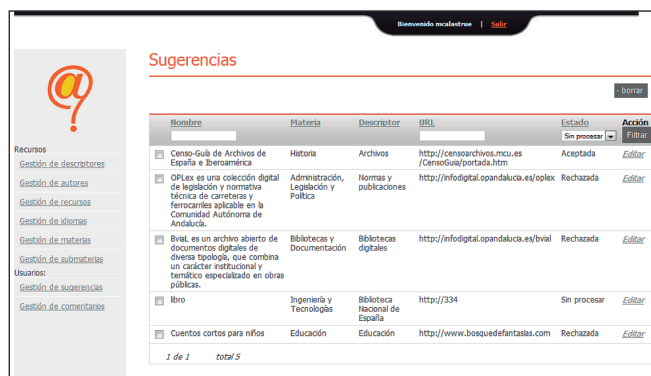 Bienvenido mcalastrue | Salir
Sugerencias
- borrar
Nombre Materia Descriptor URL Estado Acción
Sin procesar Filtrar
Recursos
Gestión de descriptores
Gestión de autores
Gestión de recursos
Gestión de idiomas
Gestión de materias
Gestión de submaterias
Usuarios:
Gestión de sugerencias
Gestión de comentarios
Censo-Guía de Archivos de Historia Archivos http://censoarchivos.mcu.es Aceptada Editar
España e Iberoamérica /CensoGuia/portada.htm
OPLex es una colección digital Administración, Normas y http://infodigital.opandalucia.es/oplex Rechazada Editar
de legislación y normativa Legislación y publicaciones
técnica de carreteras y Política
ferrocarriles aplicable en la
Comunidad Autónoma de
Andalucía.
BviaL es un archivo abierto de Bibliotecas y Bibliotecas http://infodigital.opandalucia.es/bvial Rechazada Editar
documentos digitales de Documentación digitales
diversa tipología, que combina
un carácter institucional y
temático especializado en obras
públicas.
libro Ingeniería y Biblioteca http://334 Sin procesar Editar
Tecnologías Nacional de
España
Cuentos cortos para niños Educación Educación http://www.bosquedefantasias.com Rechazada Editar
1 de 1 total 5